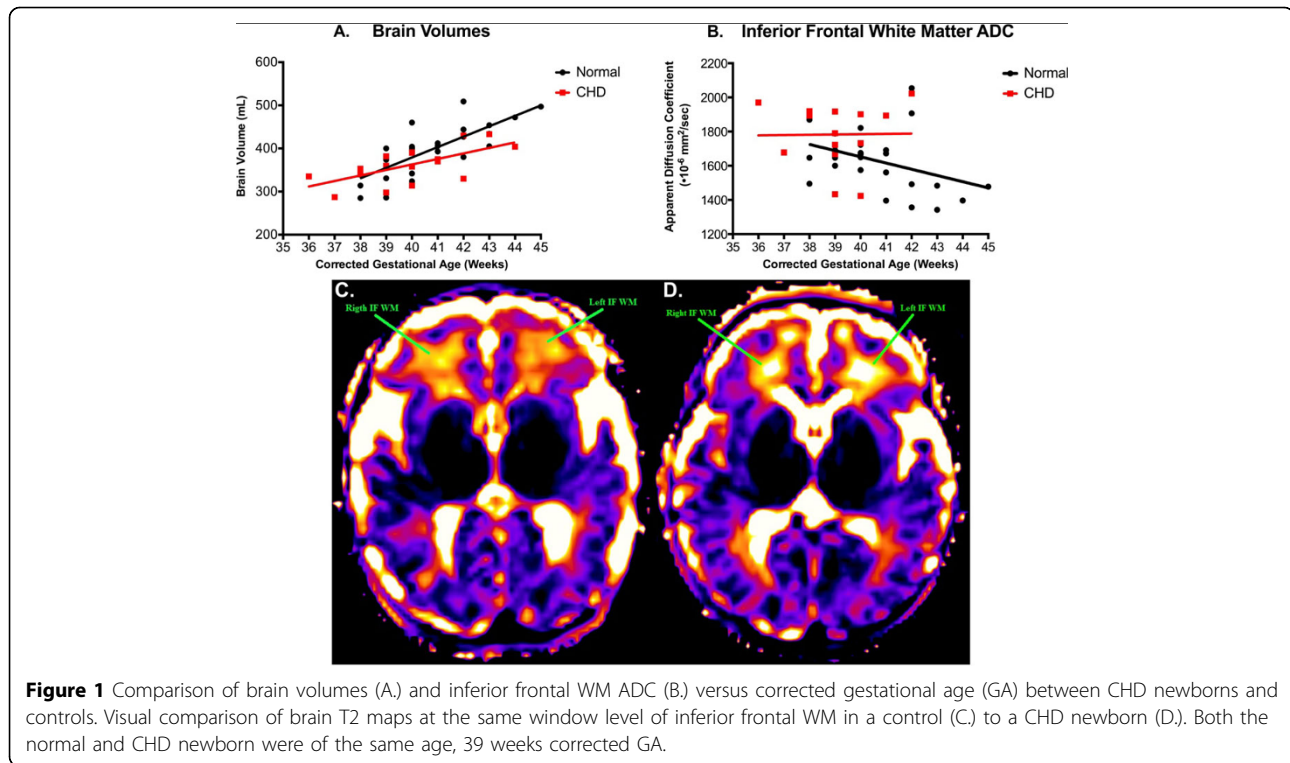 A. Brain Volumes
Brain Volume (mL)
600
500
400
300
200
35 36 37 38 39 40 41 42 43 44 45
Corrected Gestational Age (Weeks)
Normal
CHD
B. Inferior Frontal White Matter ADC
Apparent Diffusion Coefficient
(•10⁻⁶ mm²/sec)
2200
2000
1800
1600
1400
1200
35 36 37 38 39 40 41 42 43 44 45
Corrected Gestational Age (Weeks)
Normal
CHD
C.
Rigth IF WM
Left IF WM
D.
Right IF WM
Left IF WM
Figure 1 Comparison of brain volumes (A.) and inferior frontal WM ADC (B.) versus corrected gestational age (GA) between CHD newborns and
controls. Visual comparison of brain T2 maps at the same window level of inferior frontal WM in a control (C.) to a CHD newborn (D.). Both the
normal and CHD newborn were of the same age, 39 weeks corrected GA.